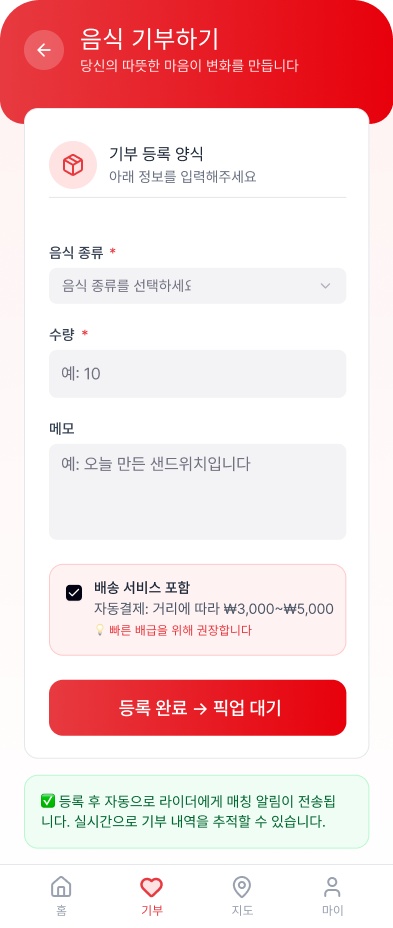 음식 기부하기
당신의 따뜻한 마음이 변화를 만듭니다
기부 등록 양식
아래 정보를 입력해주세요
음식 종류 *
음식 종류를 선택하세요
수량 *
예: 10
메모
예: 오늘 만든 샌드위치입니다
배송 서비스 포함
자동결제: 거리에 따라 ₩3,000~₩5,000
💡 빠른 배급을 위해 권장합니다
등록 완료 → 픽업 대기
✅ 등록 후 자동으로 라이더에게 매칭 알림이 전송됩
니다. 실시간으로 기부 내역을 추적할 수 있습니다.
홈 기부 지도 마이